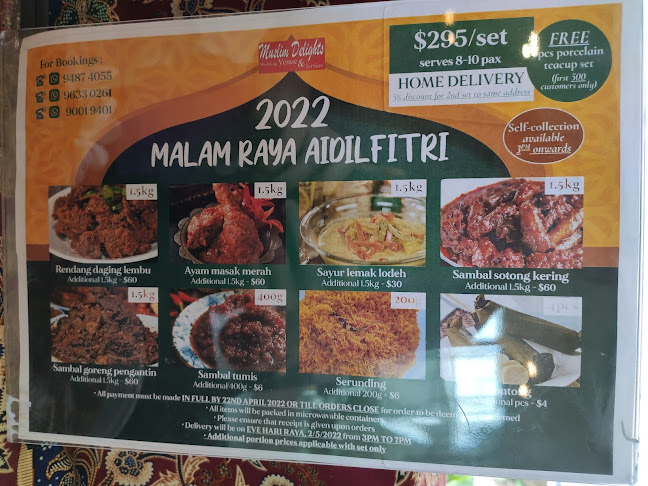 For Bookings :
9487 4055
9633 0261
9001 9401
Muslim Delights
Venue &
Services
$295/set
serves 8-10 pax
HOME DELIVERY
5% discount for 2nd set to same address
FREE
pcs porcelain
teacup set
(first 500
customers only)
Self-collection
available
3PM onwards
2022
MALAM RAYA AIDILFITRI
1.5kg
Rendang daging lembu
Additional 1.5kg - $60
1.5kg
Ayam masak merah
Additional 1.5kg - $60
1.5kg
Sayur lemak lodeh
Additional 1.5kg - $30
1.5kg
Sambal sotong kering
Additional 1.5kg - $60
1.5kg
Sambal goreng pengantin
Additional 1.5kg - $60
400g
Sambal tumis
Additional 400g - $6
200g
Serunding
Additional 200g - $6
4pcs
ntong
onal pcs - $4
· All payment must be made IN FULL BY 22ND APRIL 2022 OR TILL ORDERS CLOSE for order to be
· All items will be packed in microwavable containers
· Please ensure that receipt is given upon orders
· Delivery will be on EVE HARI RAYA, 2/5/2022 from 3PM TO 7PM
· Additional portion prices applicable with set only